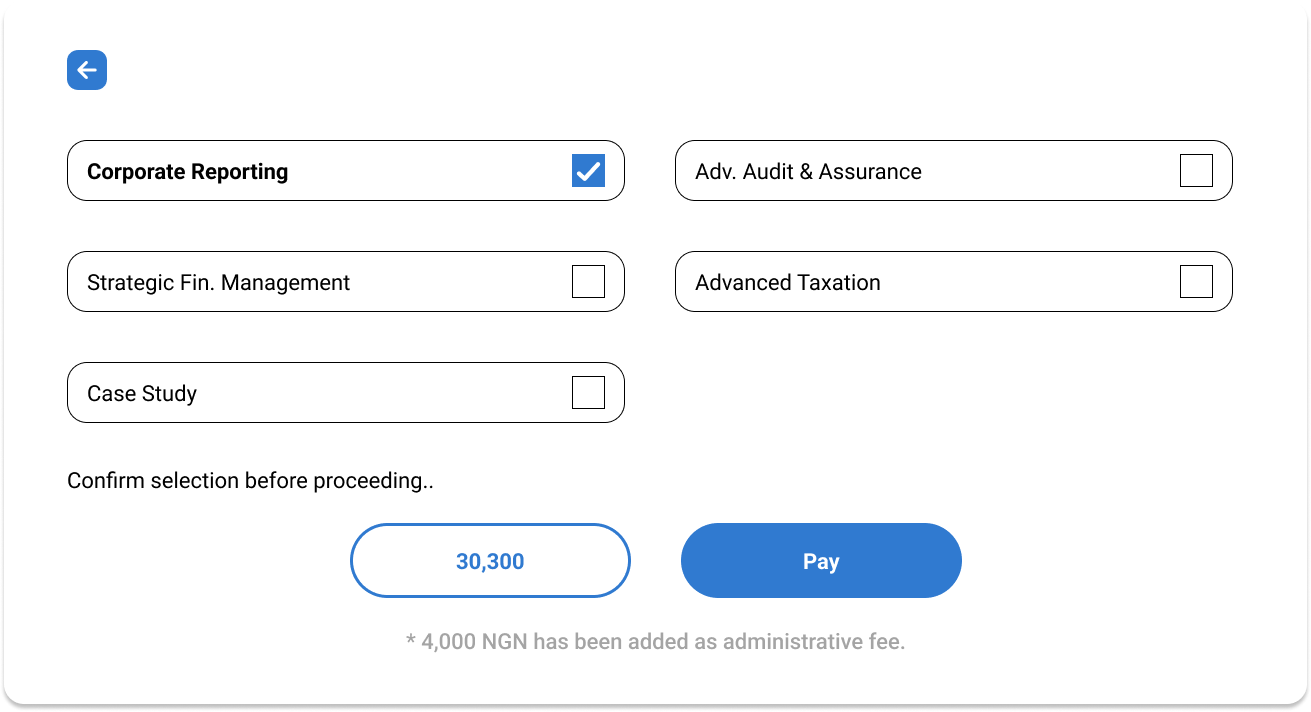 Corporate Reporting
Adv. Audit & Assurance
Strategic Fin. Management
Advanced Taxation
Case Study
Confirm selection before proceeding..
30,300
Pay
* 4,000 NGN has been added as administrative fee.